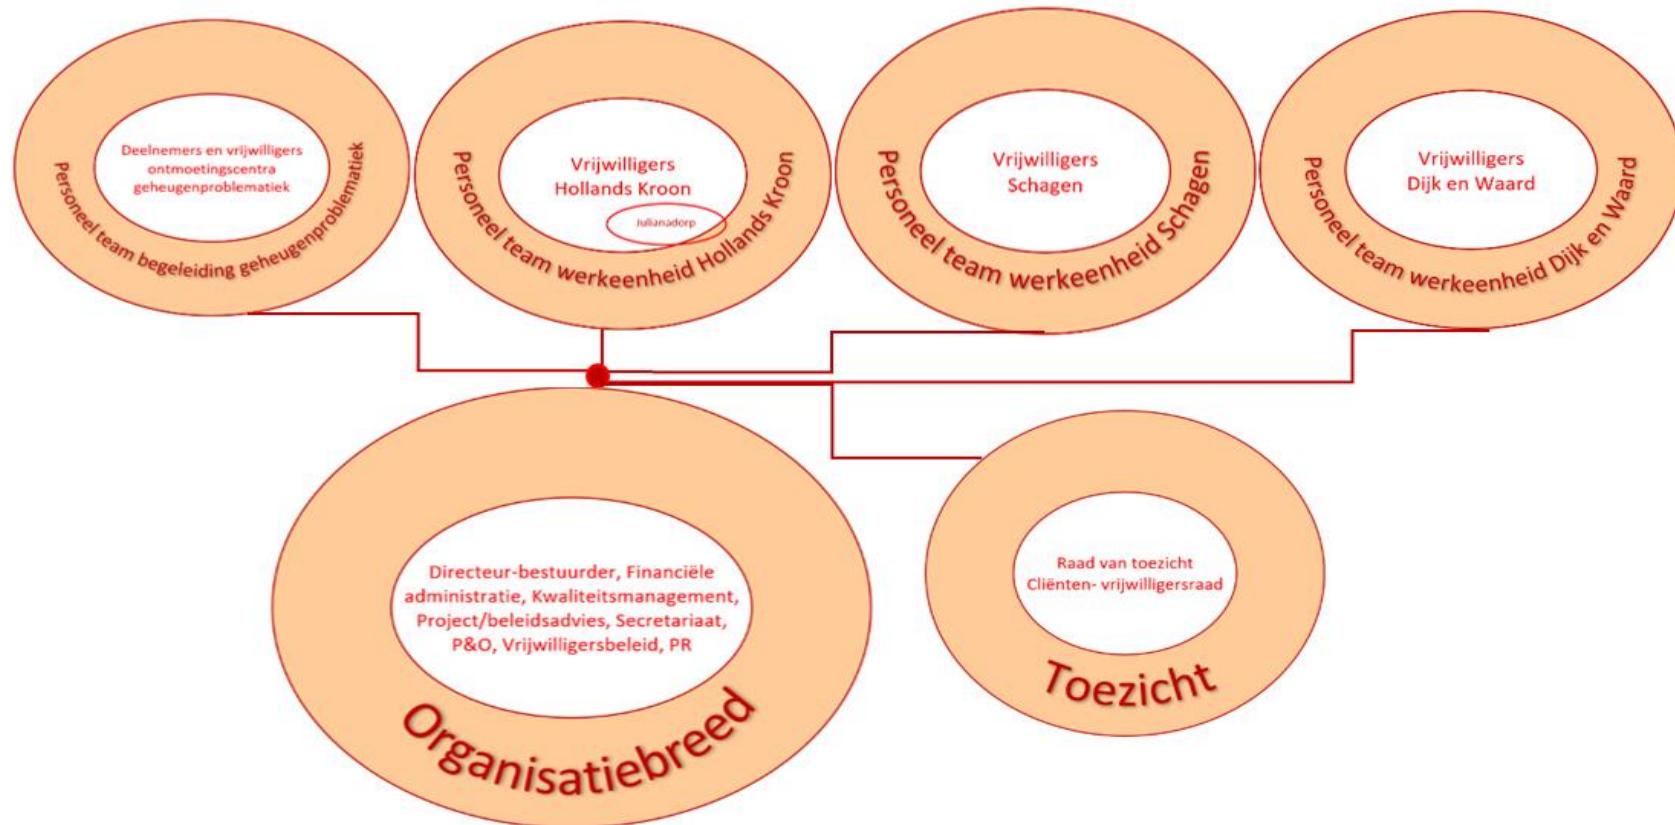 Deelnemers en vrijwilligers
ontmoetingscentra
geheugenproblematiek
Personeel team begeleiding geheugenproblematiek
Vrijwilligers
Hollands Kroon
Julianadorp
Personeel team werkeenheid Hollands Kroon
Vrijwilligers
Schagen
Personeel team werkeenheid Schagen
Vrijwilligers
Dijk en Waard
Personeel team werkeenheid Dijk en Waard
Directeur-bestuurder, Financiële
administratie, Kwaliteitsmanagement,
Project/beleidsadvies, Secretariaat,
P&O, Vrijwilligersbeleid, PR
Organisatiebreed
Raad van toezicht
Cliënten- vrijwilligersraad
Toezicht